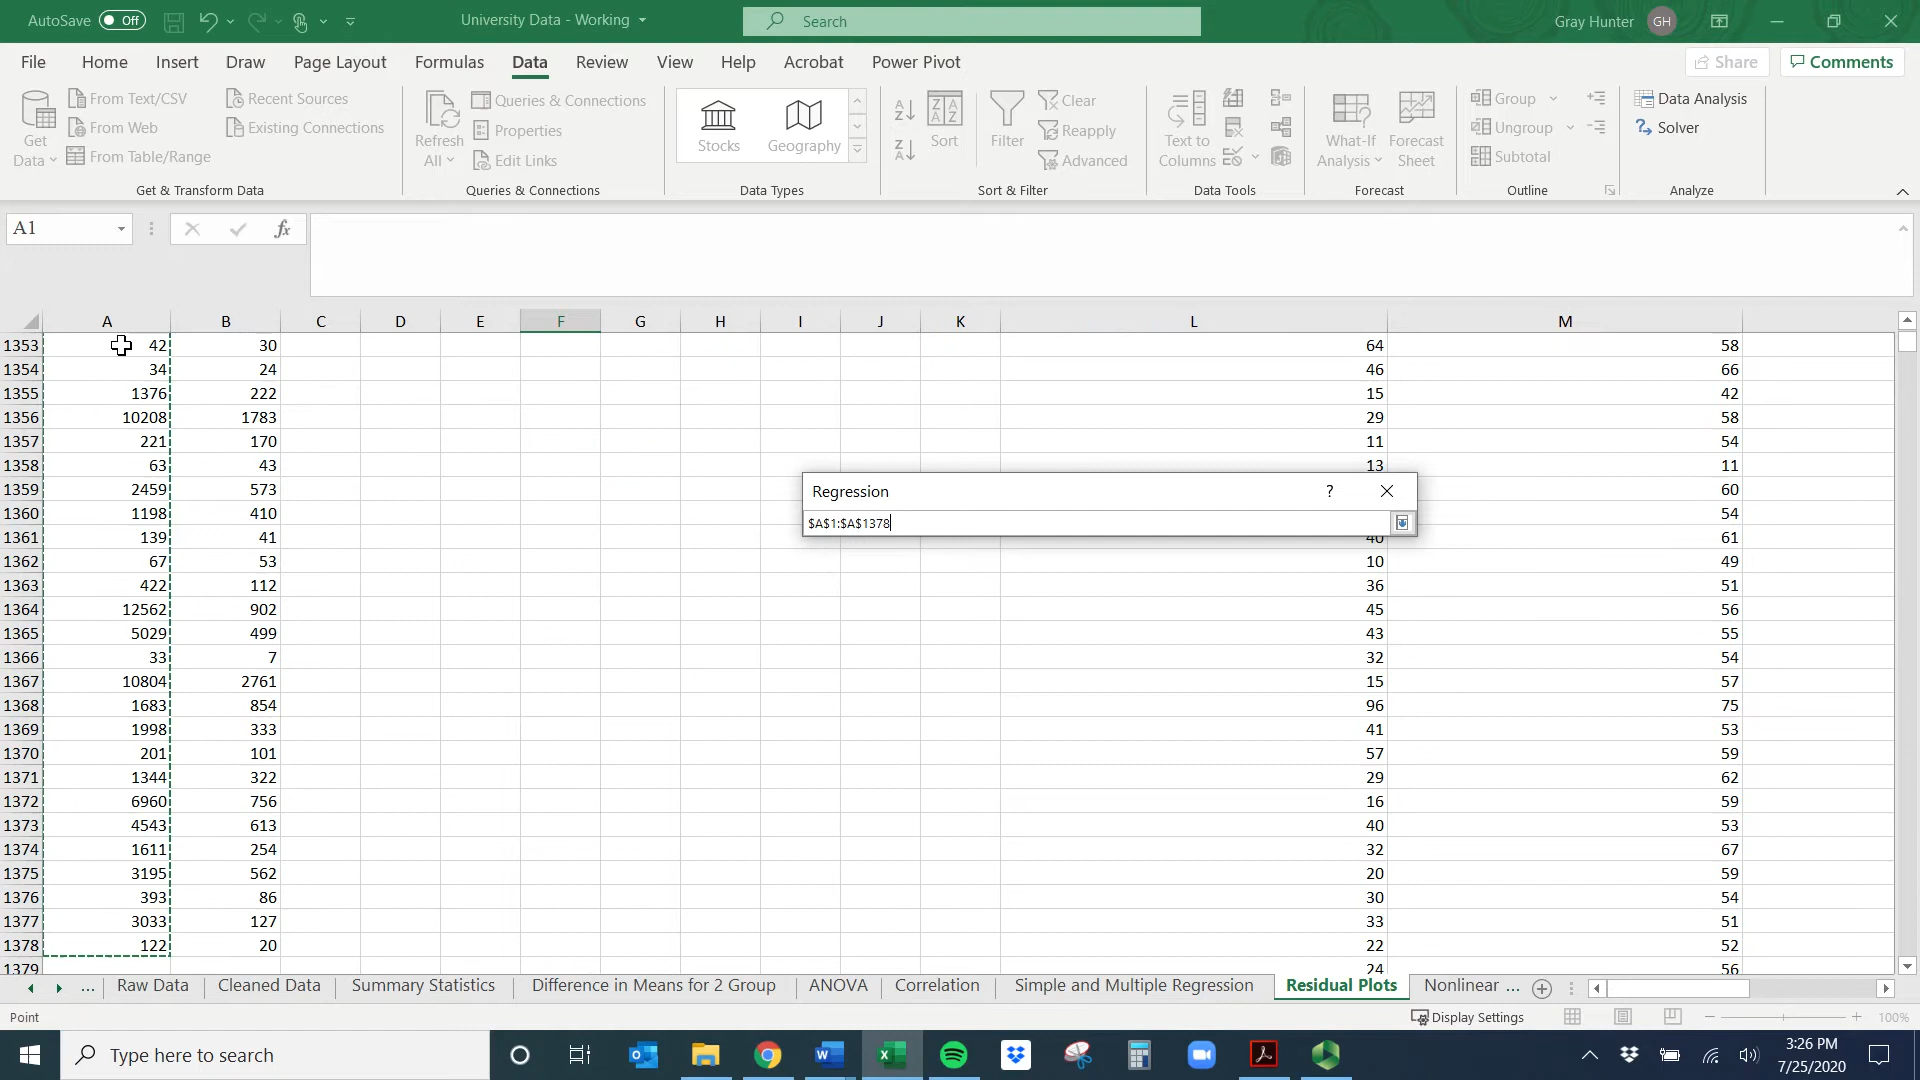 AutoSave Off
University Data - Working
Search
Gray Hunter GH
File Home Insert Draw Page Layout Formulas Data Review View Help Acrobat Power Pivot Share Comments
Get Data
From Text/CSV
From Web
From Table/Range
Recent Sources
Existing Connections
Get & Transform Data
Refresh All
Queries & Connections
Properties
Edit Links
Queries & Connections
Stocks
Geography
Data Types
Sort
Filter
Clear
Reapply
Advanced
Sort & Filter
Text to Columns
Data Tools
What-If Analysis
Forecast Sheet
Forecast
Group
Ungroup
Subtotal
Outline
Data Analysis
Solver
Analyze
A1 fx
A B C D E F G H I J K L M
1353 42 30 64 58
1354 34 24 46 66
1355 1376 222 15 42
1356 10208 1783 29 58
1357 221 170 11 54
1358 63 43 13 11
1359 2459 573 60
1360 1198 410 54
1361 139 41 40 61
1362 67 53 10 49
1363 422 112 36 51
1364 12562 902 45 56
1365 5029 499 43 55
1366 33 7 32 54
1367 10804 2761 15 57
1368 1683 854 96 75
1369 1998 333 41 53
1370 201 101 57 59
1371 1344 322 29 62
1372 6960 756 16 59
1373 4543 613 40 53
1374 1611 254 32 67
1375 3195 562 20 59
1376 393 86 30 54
1377 3033 127 33 51
1378 122 20 22 52
1379 24 56
Regression ?
$A$1:$A$1378
... Raw Data Cleaned Data Summary Statistics Difference in Means for 2 Group ANOVA Correlation Simple and Multiple Regression Residual Plots Nonlinear ...
Point Display Settings 100%
Type here to search
3:26 PM
7/25/2020